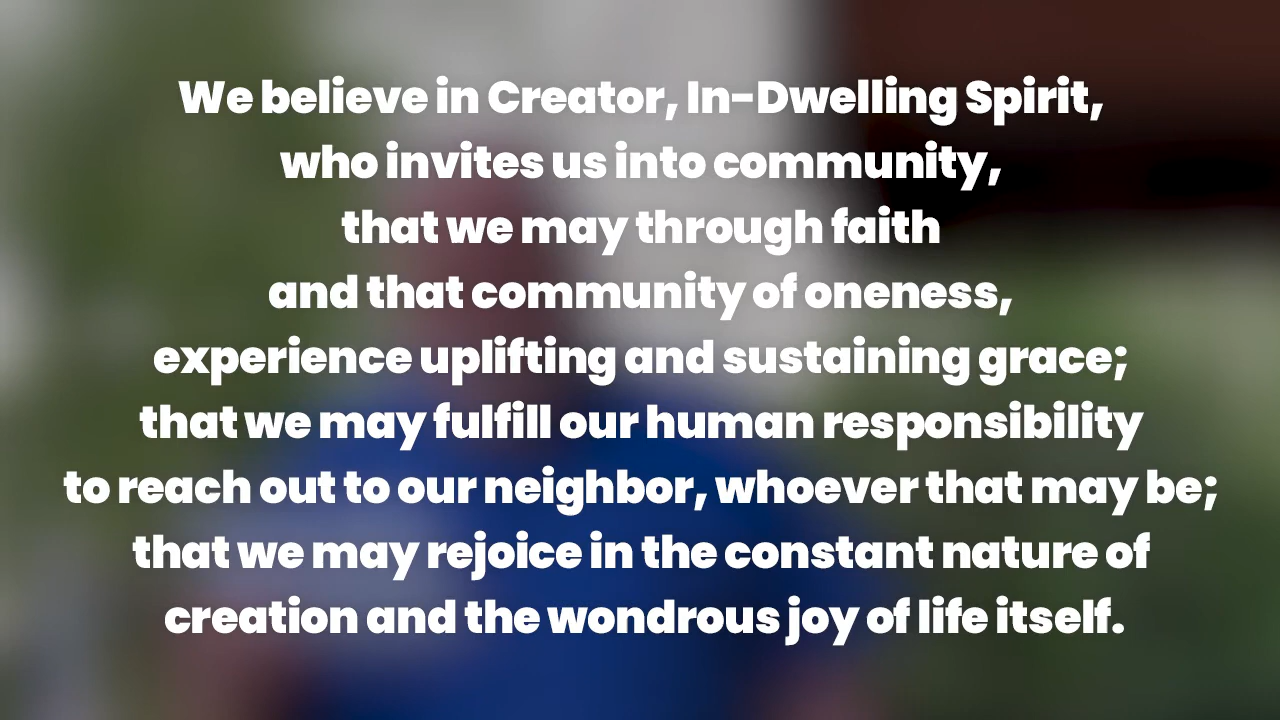 We believe in Creator, In-Dwelling Spirit,
who invites us into community,
that we may through faith
and that community of oneness,
experience uplifting and sustaining grace;
that we may fulfill our human responsibility
to reach out to our neighbor, whoever that may be;
that we may rejoice in the constant nature of
creation and the wondrous joy of life itself.